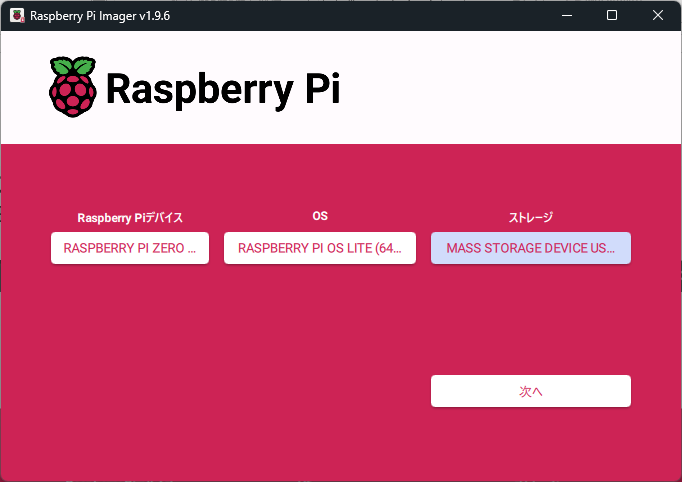 Raspberry Pi Imager v1.9.6
Raspberry Pi
Raspberry Piデバイス
OS
ストレージ
RASPBERRY PI ZERO ...
RASPBERRY PI OS LITE (64...
MASS STORAGE DEVICE US...
次へ